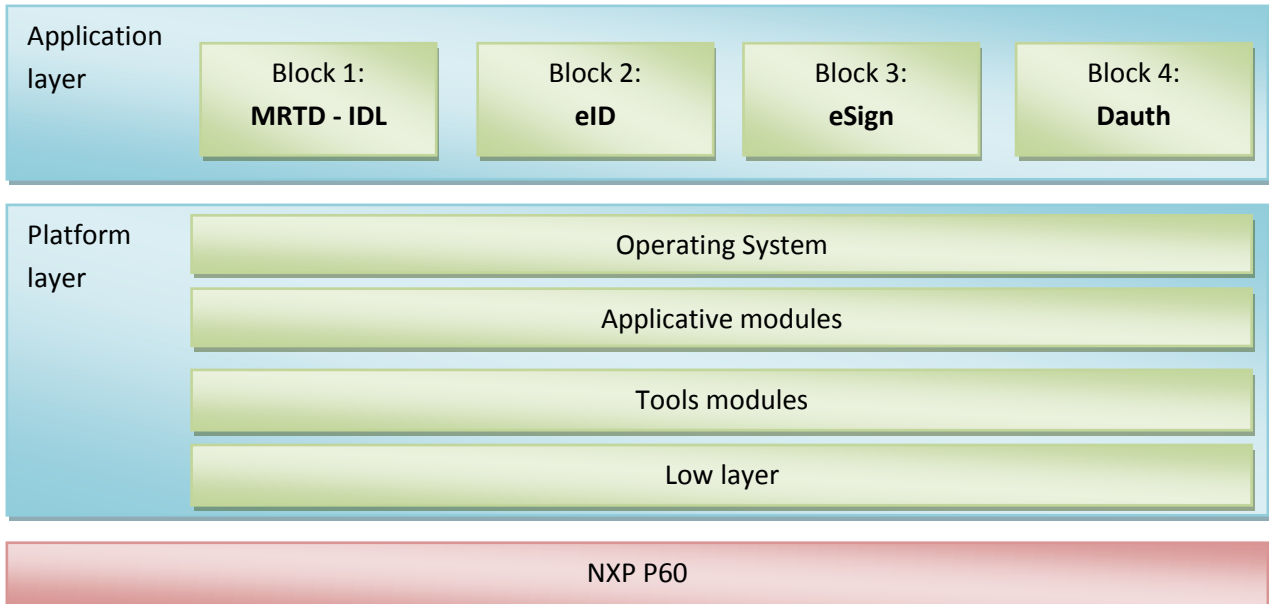 Application
layer
Block 1:
MRTD - IDL
Block 2:
eID
Block 3:
eSign
Block 4:
Dauth
Platform
layer
Operating System
Applicative modules
Tools modules
Low layer
NXP P60